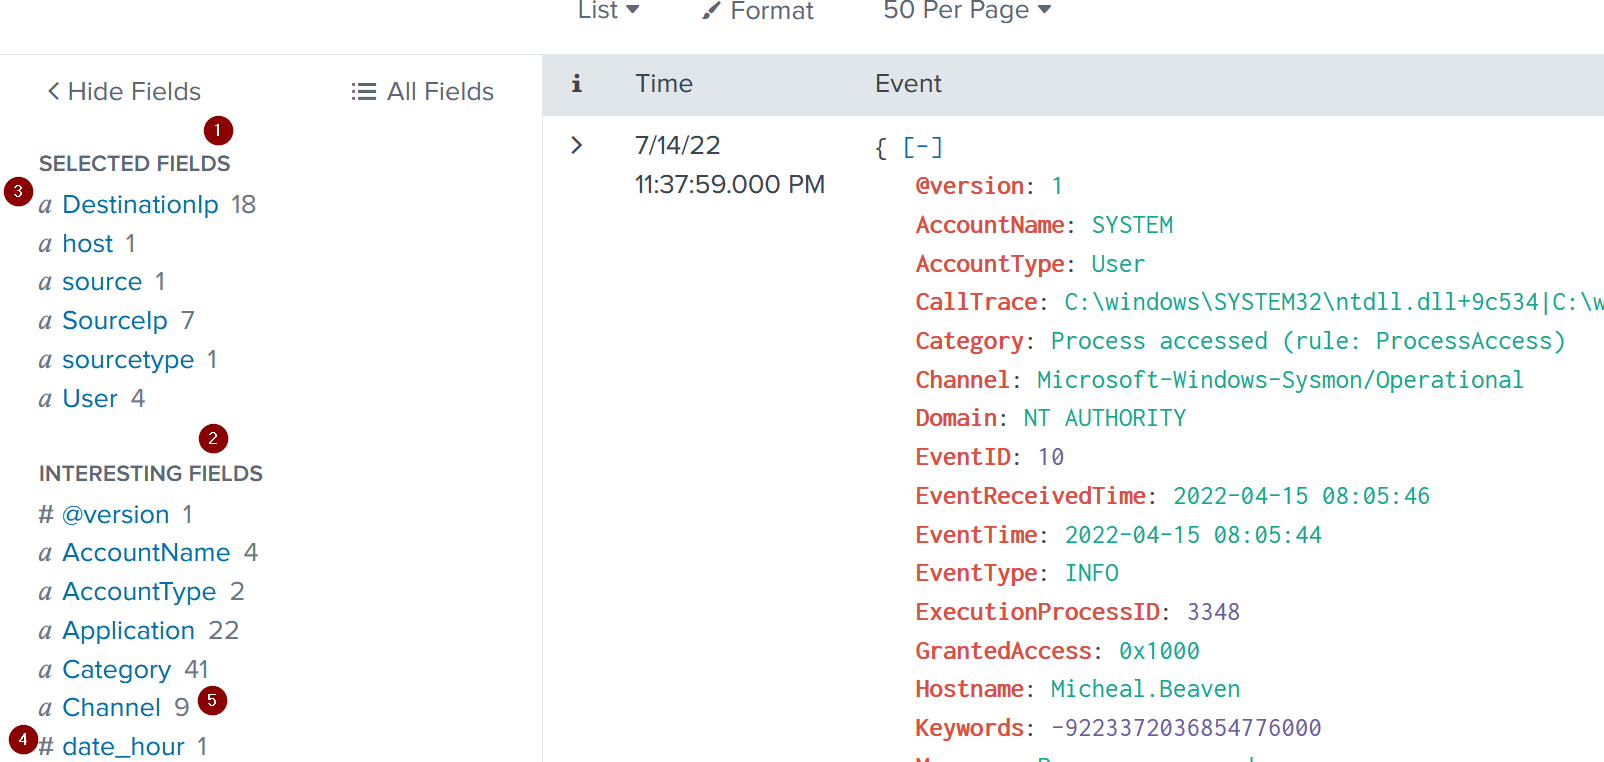 List
Format
50 Per Page
Hide Fields
All Fields
i
Time
Event
1
SELECTED FIELDS
3
a DestinationIp 18
a host 1
a source 1
a SourceIp 7
a sourcetype 1
a User 4
2
INTERESTING FIELDS
# @version 1
a AccountName 4
a AccountType 2
a Application 22
a Category 41
a Channel 9
5
4
# date_hour 1
7/14/22
11:37:59.000 PM
{ [-]
@version: 1
AccountName: SYSTEM
AccountType: User
CallTrace: C:\windows\SYSTEM32\ntdll.dll+9c534|C:\w
Category: Process accessed (rule: ProcessAccess)
Channel: Microsoft-Windows-Sysmon/Operational
Domain: NT AUTHORITY
EventID: 10
EventReceivedTime: 2022-04-15 08:05:46
EventTime: 2022-04-15 08:05:44
EventType: INFO
ExecutionProcessID: 3348
GrantedAccess: 0x1000
Hostname: Micheal.Beaven
Keywords: -9223372036854776000